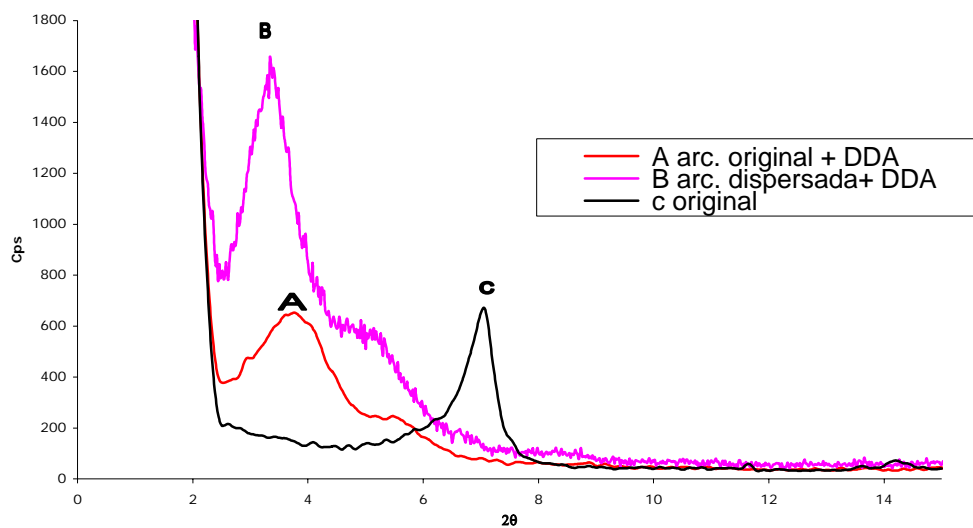 1800
1600
1400
1200
1000
800
600
400
200
0
Cps
B
A
C
A arc. original + DDA
B arc. dispersada+ DDA
c original
0 2 4 6 8 10 12 14
2θ